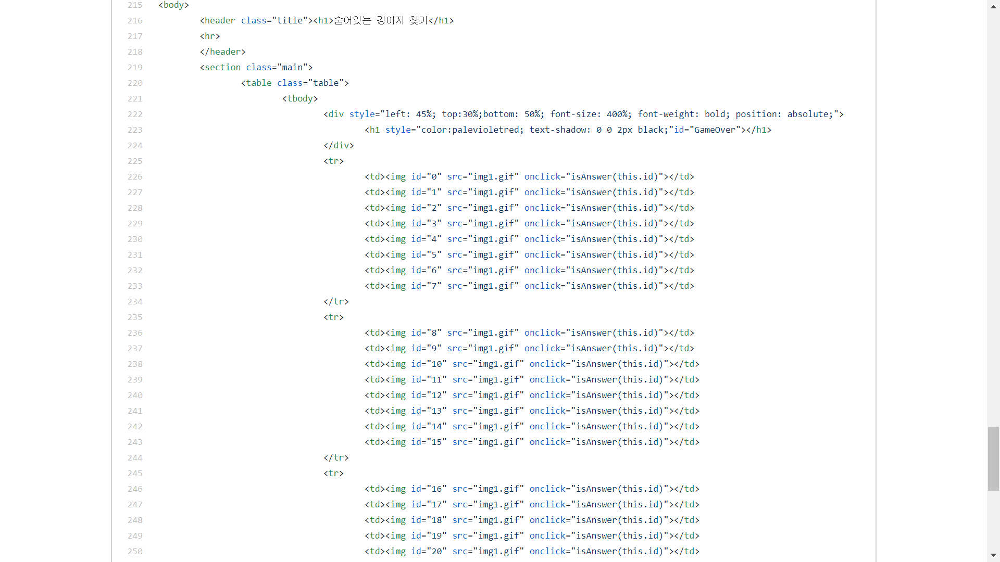 215 <body>
216 <header class="title"><h1>숨어있는 강아지 찾기</h1>
217 <hr>
218 </header>
219 <section class="main">
220 <table class="table">
221 <tbody>
222 <div style="left: 45%; top:30%;bottom: 50%; font-size: 400%; font-weight: bold; position: absolute;">
223 <h1 style="color:palevioletred; text-shadow: 0 0 2px black;"id="GameOver"></h1>
224 </div>
225 <tr>
226 <td><img id="0" src="img1.gif" onclick="isAnswer(this.id)"></td>
227 <td><img id="1" src="img1.gif" onclick="isAnswer(this.id)"></td>
228 <td><img id="2" src="img1.gif" onclick="isAnswer(this.id)"></td>
229 <td><img id="3" src="img1.gif" onclick="isAnswer(this.id)"></td>
230 <td><img id="4" src="img1.gif" onclick="isAnswer(this.id)"></td>
231 <td><img id="5" src="img1.gif" onclick="isAnswer(this.id)"></td>
232 <td><img id="6" src="img1.gif" onclick="isAnswer(this.id)"></td>
233 <td><img id="7" src="img1.gif" onclick="isAnswer(this.id)"></td>
234 </tr>
235 <tr>
236 <td><img id="8" src="img1.gif" onclick="isAnswer(this.id)"></td>
237 <td><img id="9" src="img1.gif" onclick="isAnswer(this.id)"></td>
238 <td><img id="10" src="img1.gif" onclick="isAnswer(this.id)"></td>
239 <td><img id="11" src="img1.gif" onclick="isAnswer(this.id)"></td>
240 <td><img id="12" src="img1.gif" onclick="isAnswer(this.id)"></td>
241 <td><img id="13" src="img1.gif" onclick="isAnswer(this.id)"></td>
242 <td><img id="14" src="img1.gif" onclick="isAnswer(this.id)"></td>
243 <td><img id="15" src="img1.gif" onclick="isAnswer(this.id)"></td>
244 </tr>
245 <tr>
246 <td><img id="16" src="img1.gif" onclick="isAnswer(this.id)"></td>
247 <td><img id="17" src="img1.gif" onclick="isAnswer(this.id)"></td>
248 <td><img id="18" src="img1.gif" onclick="isAnswer(this.id)"></td>
249 <td><img id="19" src="img1.gif" onclick="isAnswer(this.id)"></td>
250 <td><img id="20" src="img1.gif" onclick="isAnswer(this.id)"></td>